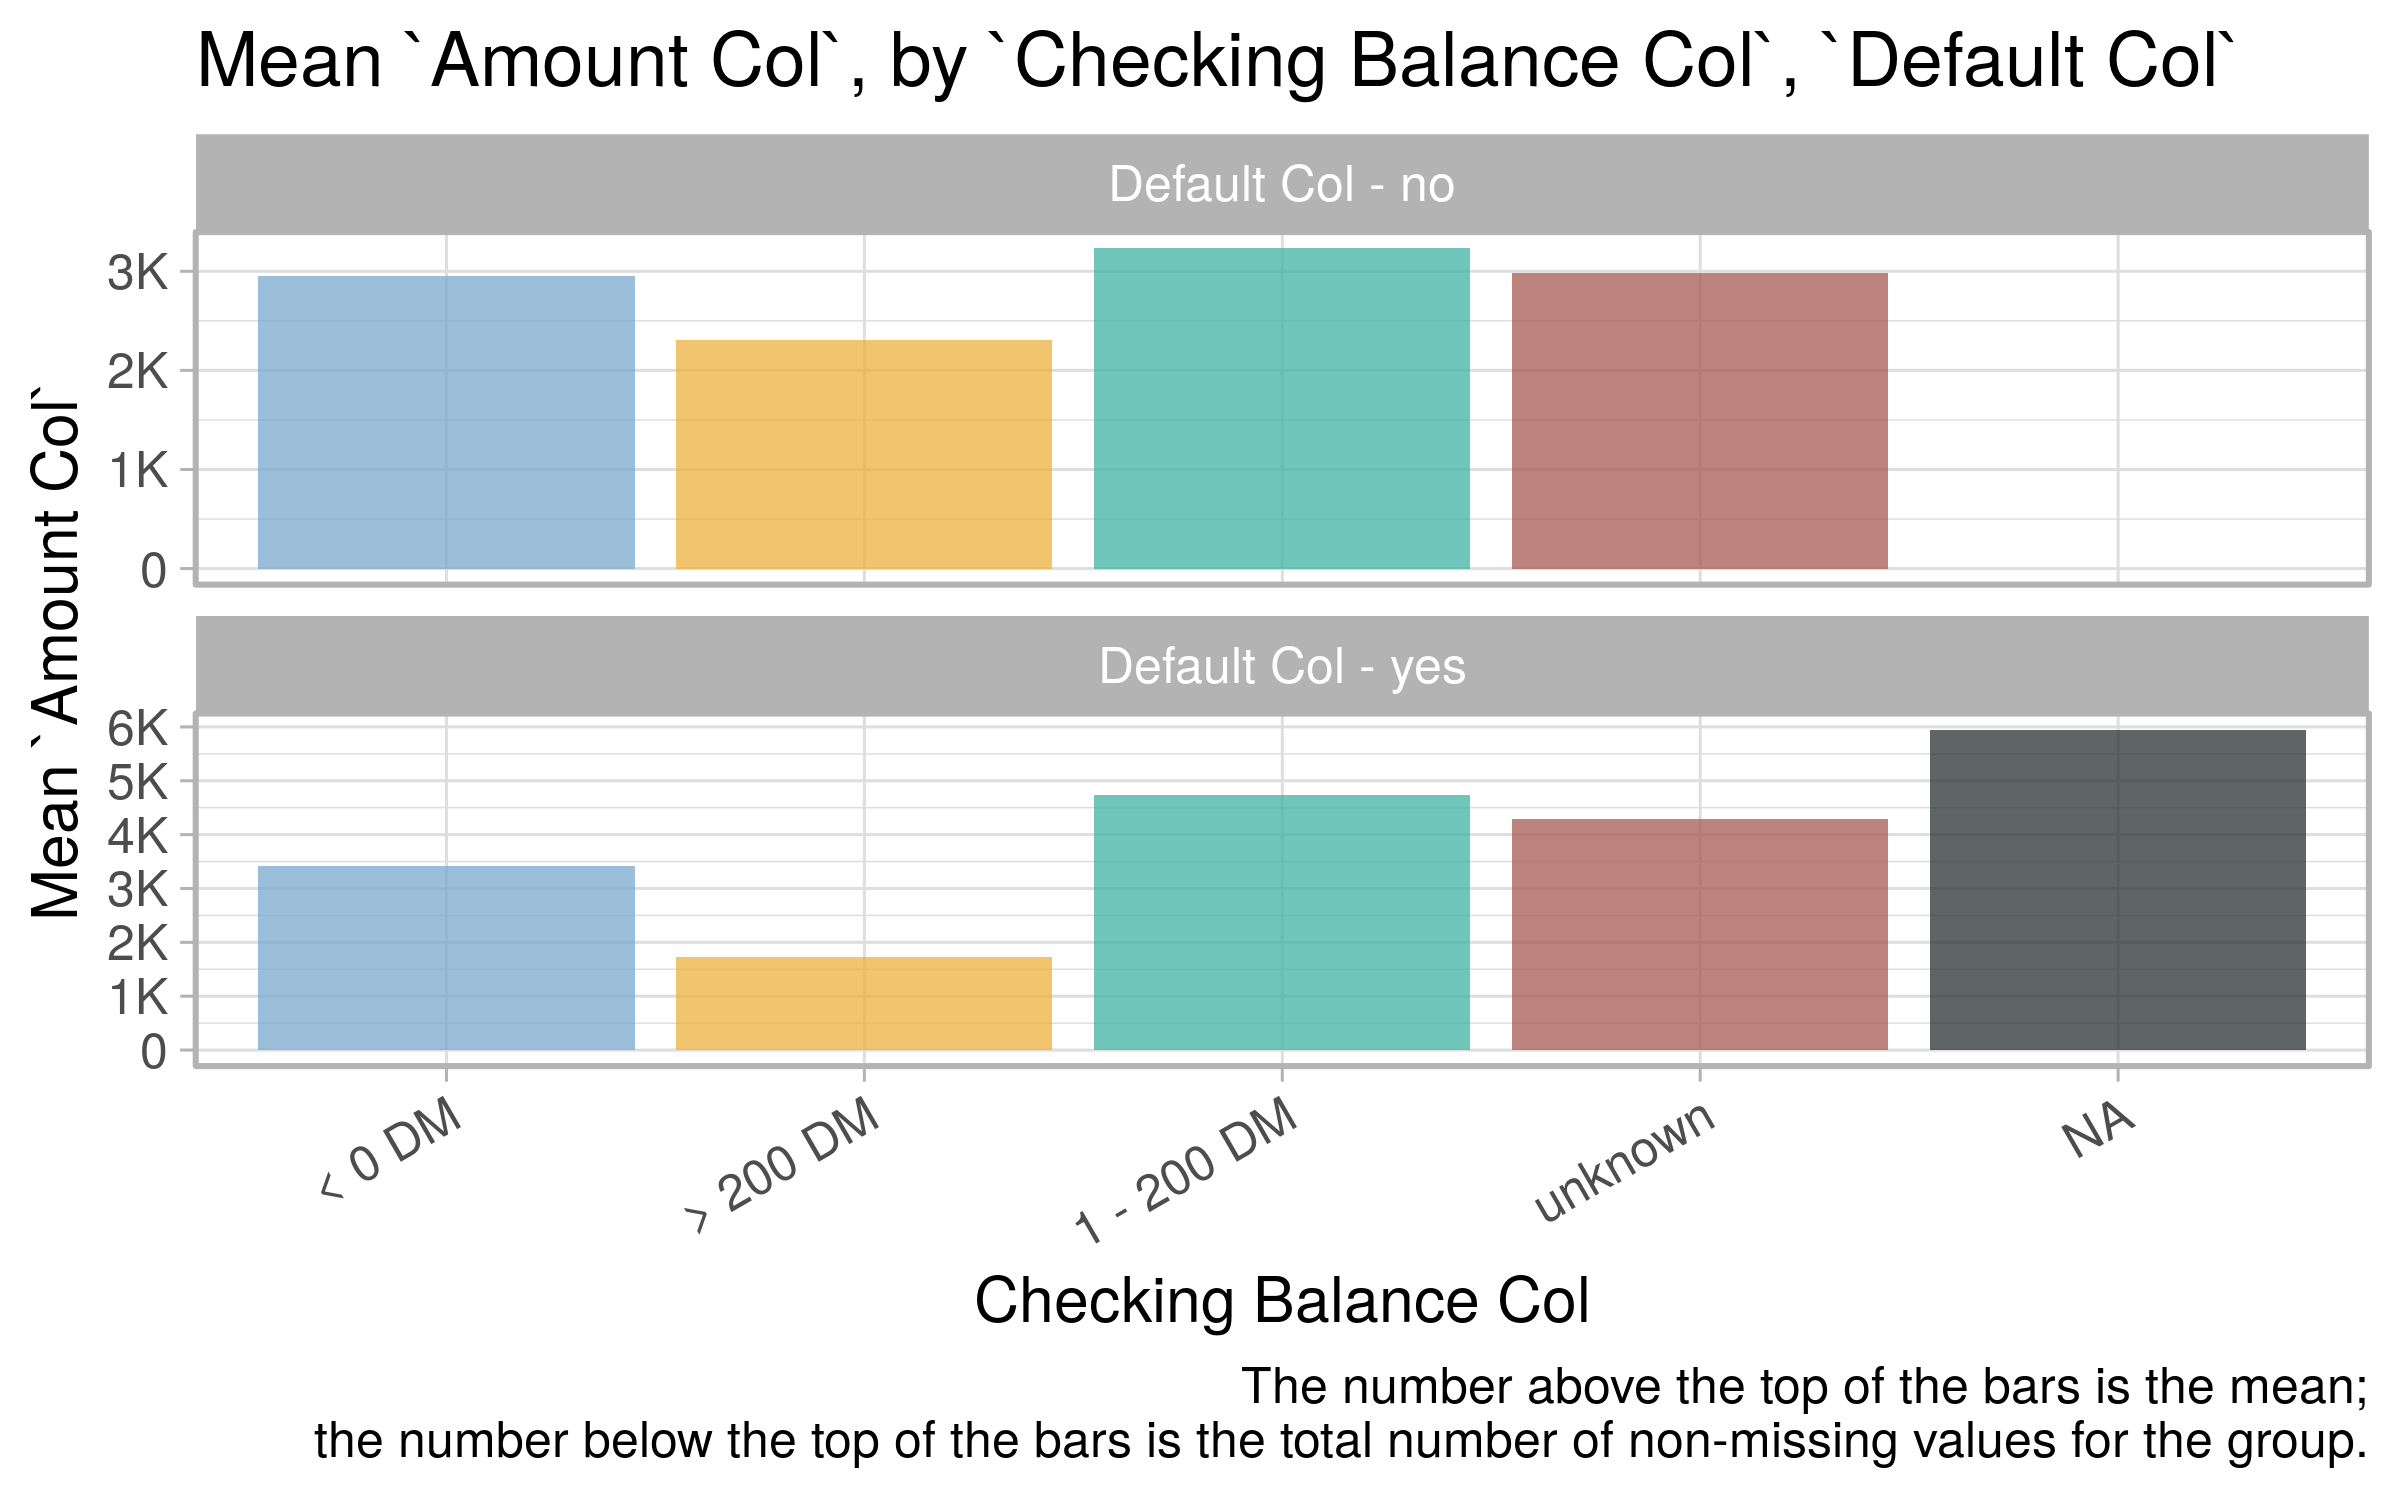 Mean `Amount Col`, by `Checking Balance Col`, `Default Col`
Default Col - no
3K
2K
1K
0
Mean `Amount Col`
Default Col - yes
6K
5K
4K
3K
2K
1K
0
< 0 DM
> 200 DM
1 - 200 DM
unknown
NA
Checking Balance Col
The number above the top of the bars is the mean;
the number below the top of the bars is the total number of non-missing values for the group.